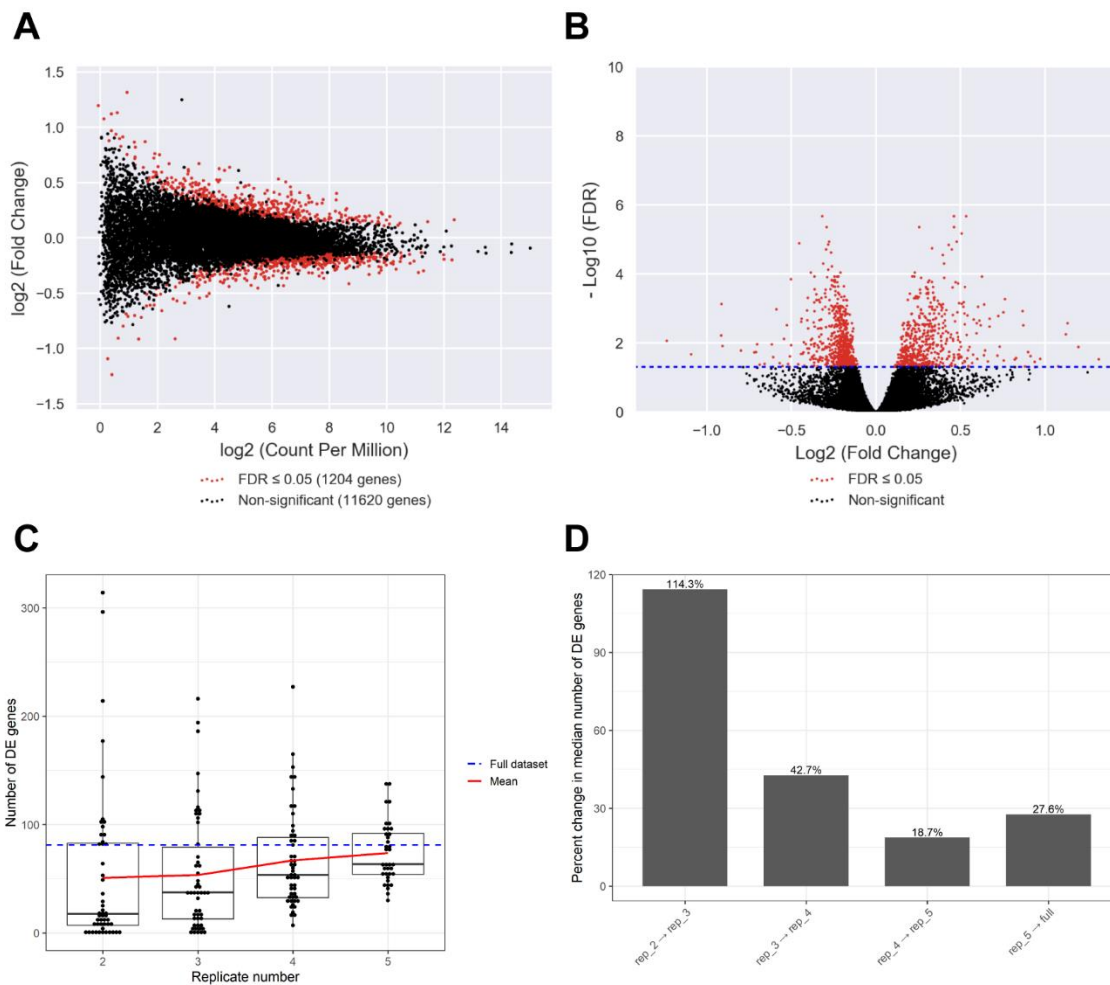 A
B
1.5
1.0
0.5
0.0
−0.5
−1.0
−1.5
log2 (Fold Change)
0
2
4
6
8
10
12
14
log2 (Count Per Million)
FDR ≤ 0.05 (1204 genes)
Non-significant (11620 genes)
10
8
6
4
2
0
- Log10 (FDR)
−1.0
−0.5
0.0
0.5
1.0
Log2 (Fold Change)
FDR ≤ 0.05
Non-significant
C
D
300
200
100
0
Number of DE genes
2
3
4
5
Replicate number
Full dataset
Mean
120
90
60
30
0
Percent change in median number of DE genes
114.3%
42.7%
18.7%
27.6%
rep_2 → rep_3
rep_3 → rep_4
rep_4 → rep_5
rep_5 → full